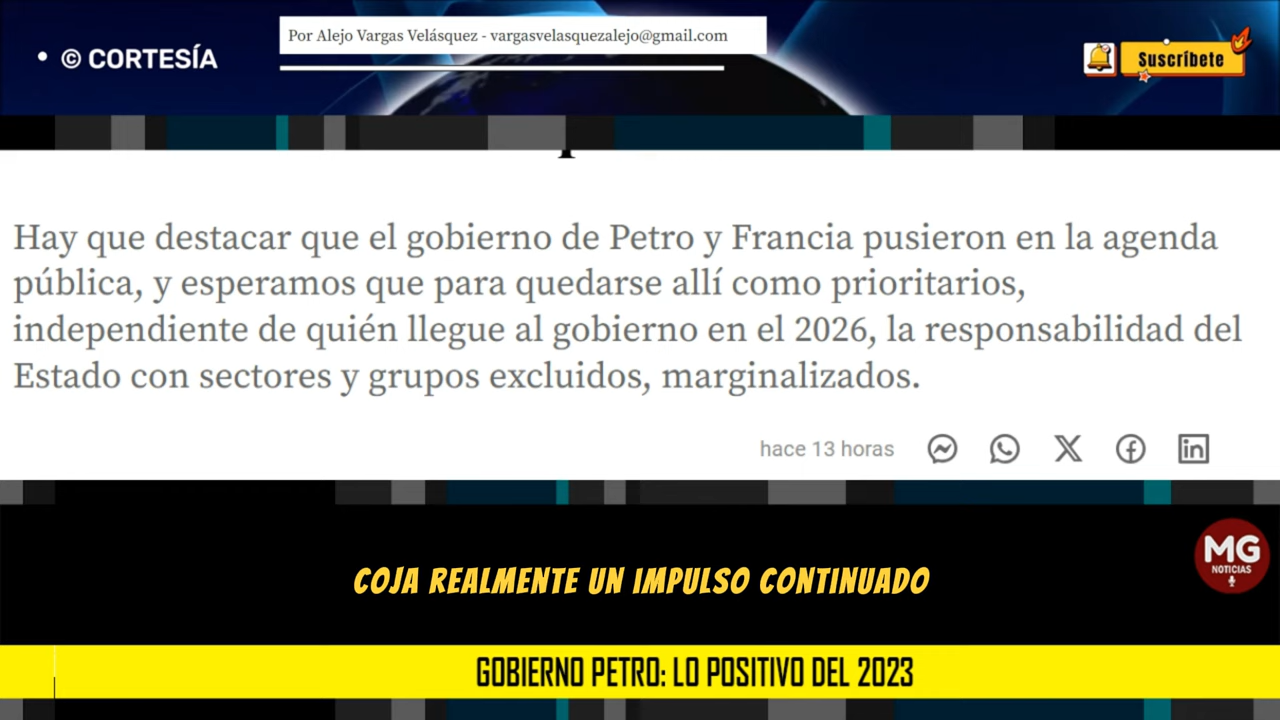 • © CORTESÍA
Por Alejo Vargas Velásquez - vargasvelasquezalejo@gmail.com
Suscríbete
Hay que destacar que el gobierno de Petro y Francia pusieron en la agenda
pública, y esperamos que para quedarse allí como prioritarios,
independiente de quién llegue al gobierno en el 2026, la responsabilidad del
Estado con sectores y grupos excluidos, marginalizados.
hace 13 horas
MG
NOTICIAS
COJA REALMENTE UN IMPULSO CONTINUADO
GOBIERNO PETRO: LO POSITIVO DEL 2023